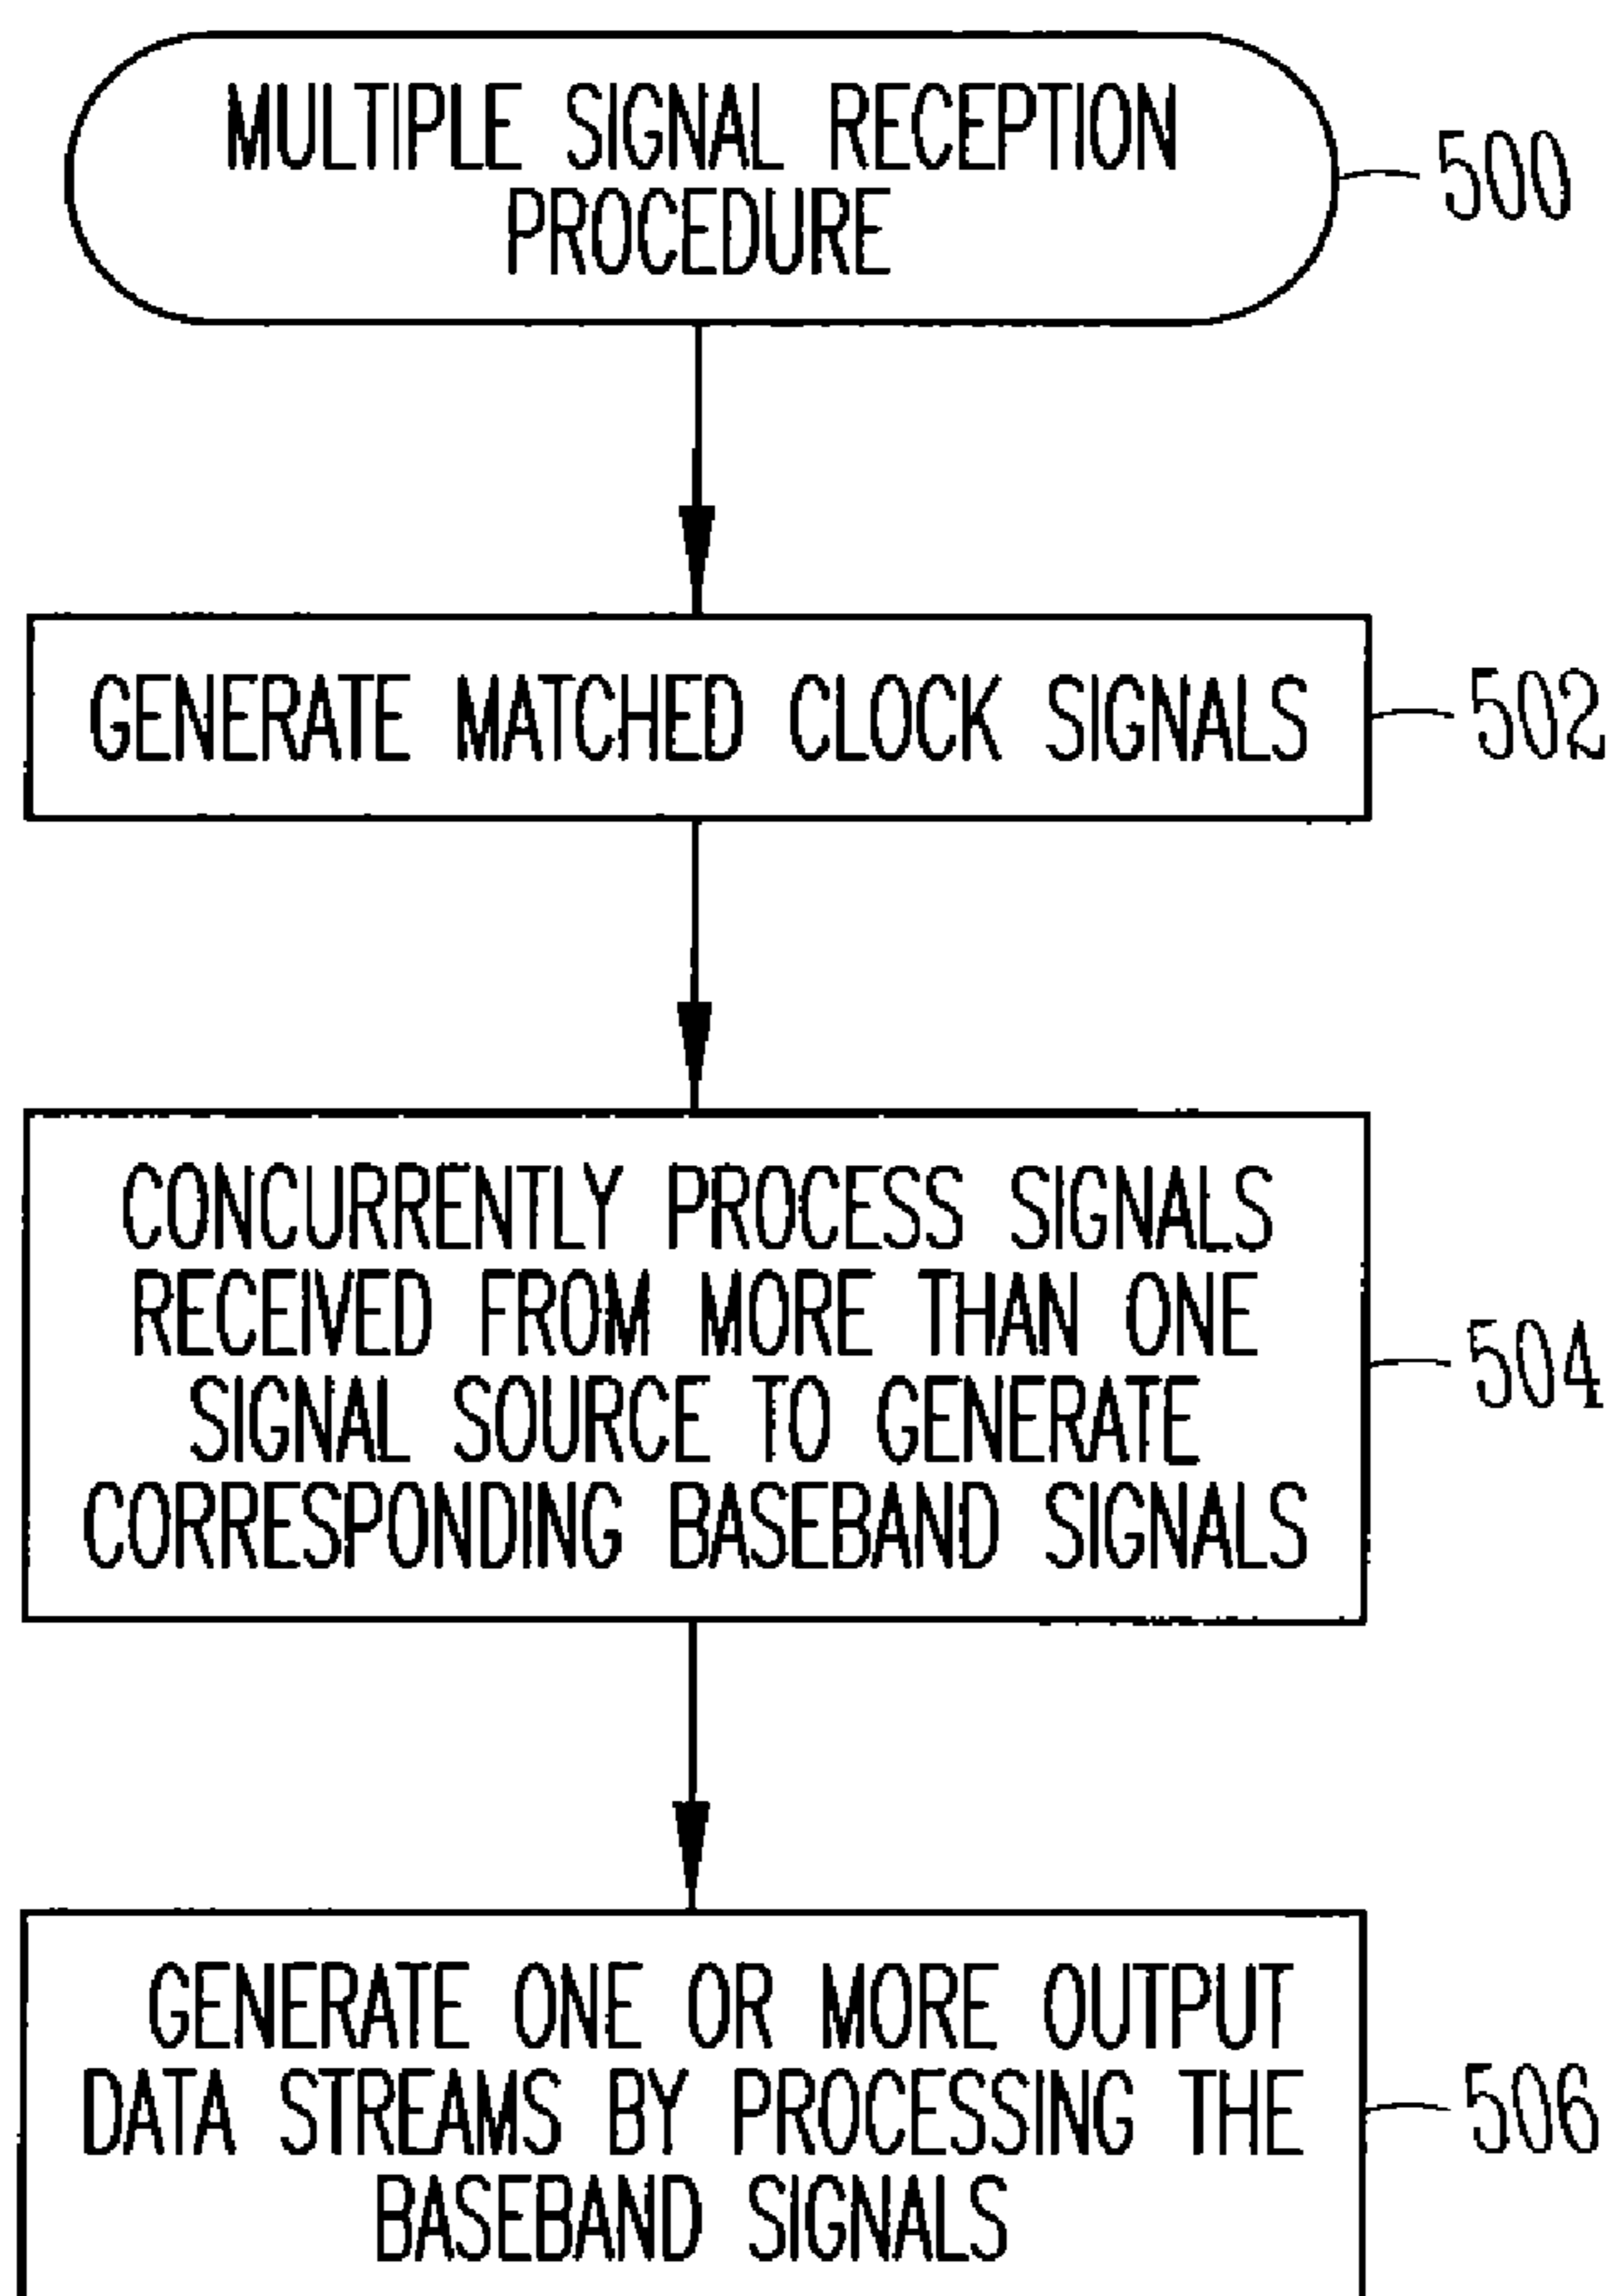 MULTIPLE SIGNAL RECEPTION
PROCEDURE
500
GENERATE MATCHED CLOCK SIGNALS
502
CONCURRENTLY PROCESS SIGNALS
RECEIVED FROM MORE THAN ONE
SIGNAL SOURCE TO GENERATE
CORRESPONDING BASEBAND SIGNALS
504
GENERATE ONE OR MORE OUTPUT
DATA STREAMS BY PROCESSING THE
BASEBAND SIGNALS
506